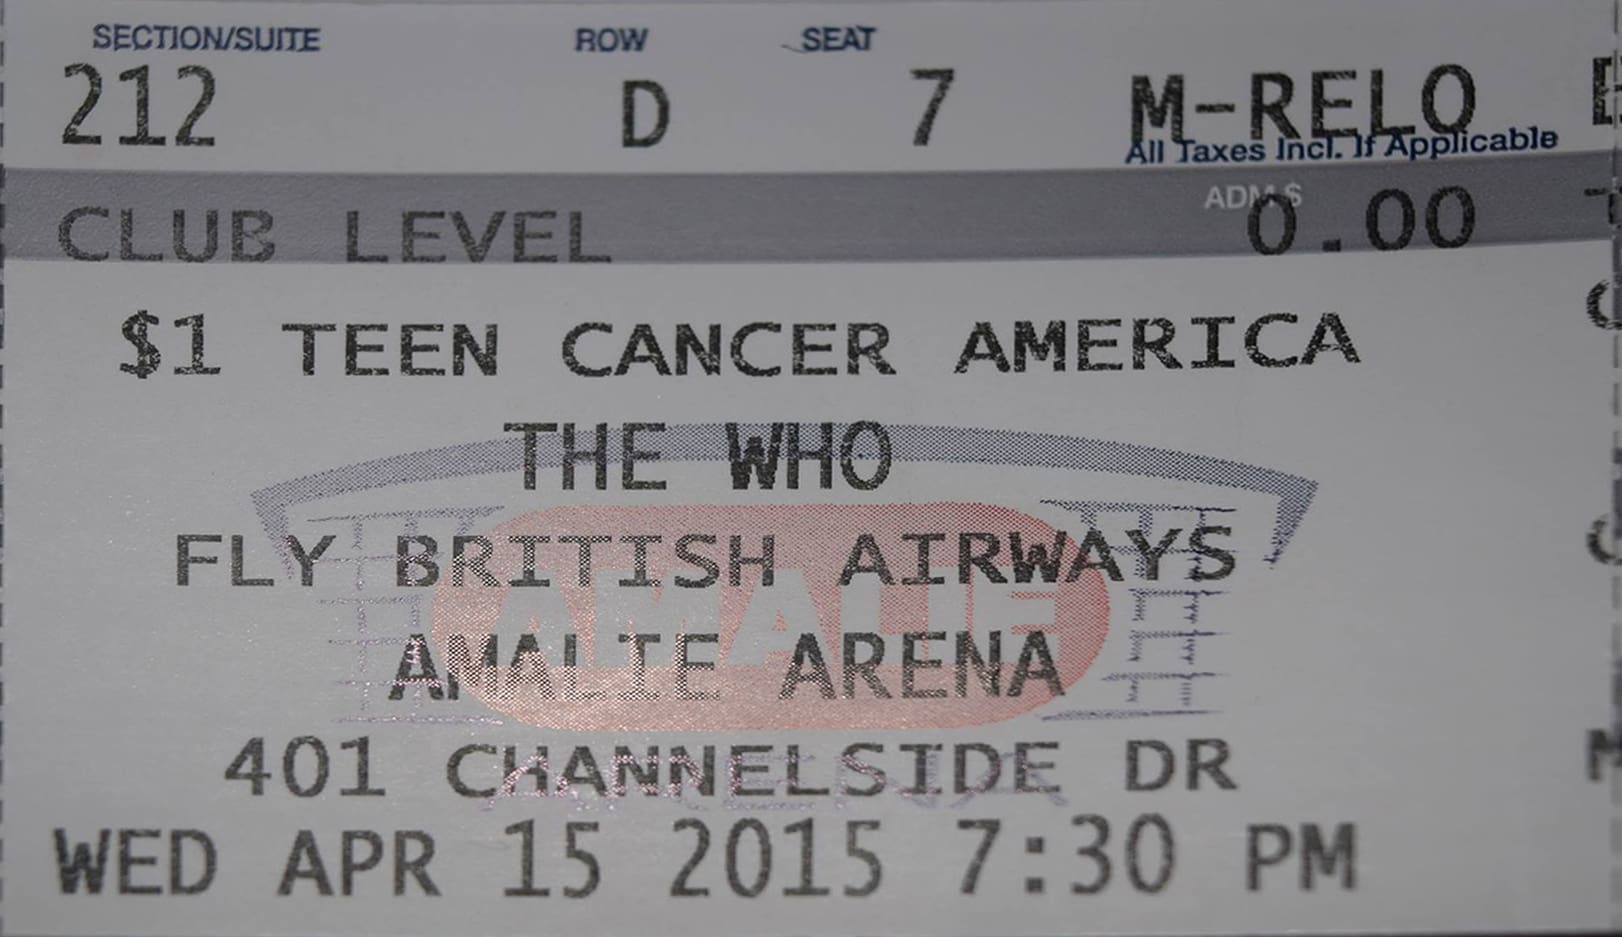 SECTION/SUITE ROW SEAT
212 D 7 M-RELO
All Taxes Incl. If Applicable
ADM $
CLUB LEVEL 0.00
$1 TEEN CANCER AMERICA
THE WHO
FLY BRITISH AIRWAYS
AMALIE
AMALIE ARENA
401 CHANNELSIDE DR
ARENA
WED APR 15 2015 7:30 PM